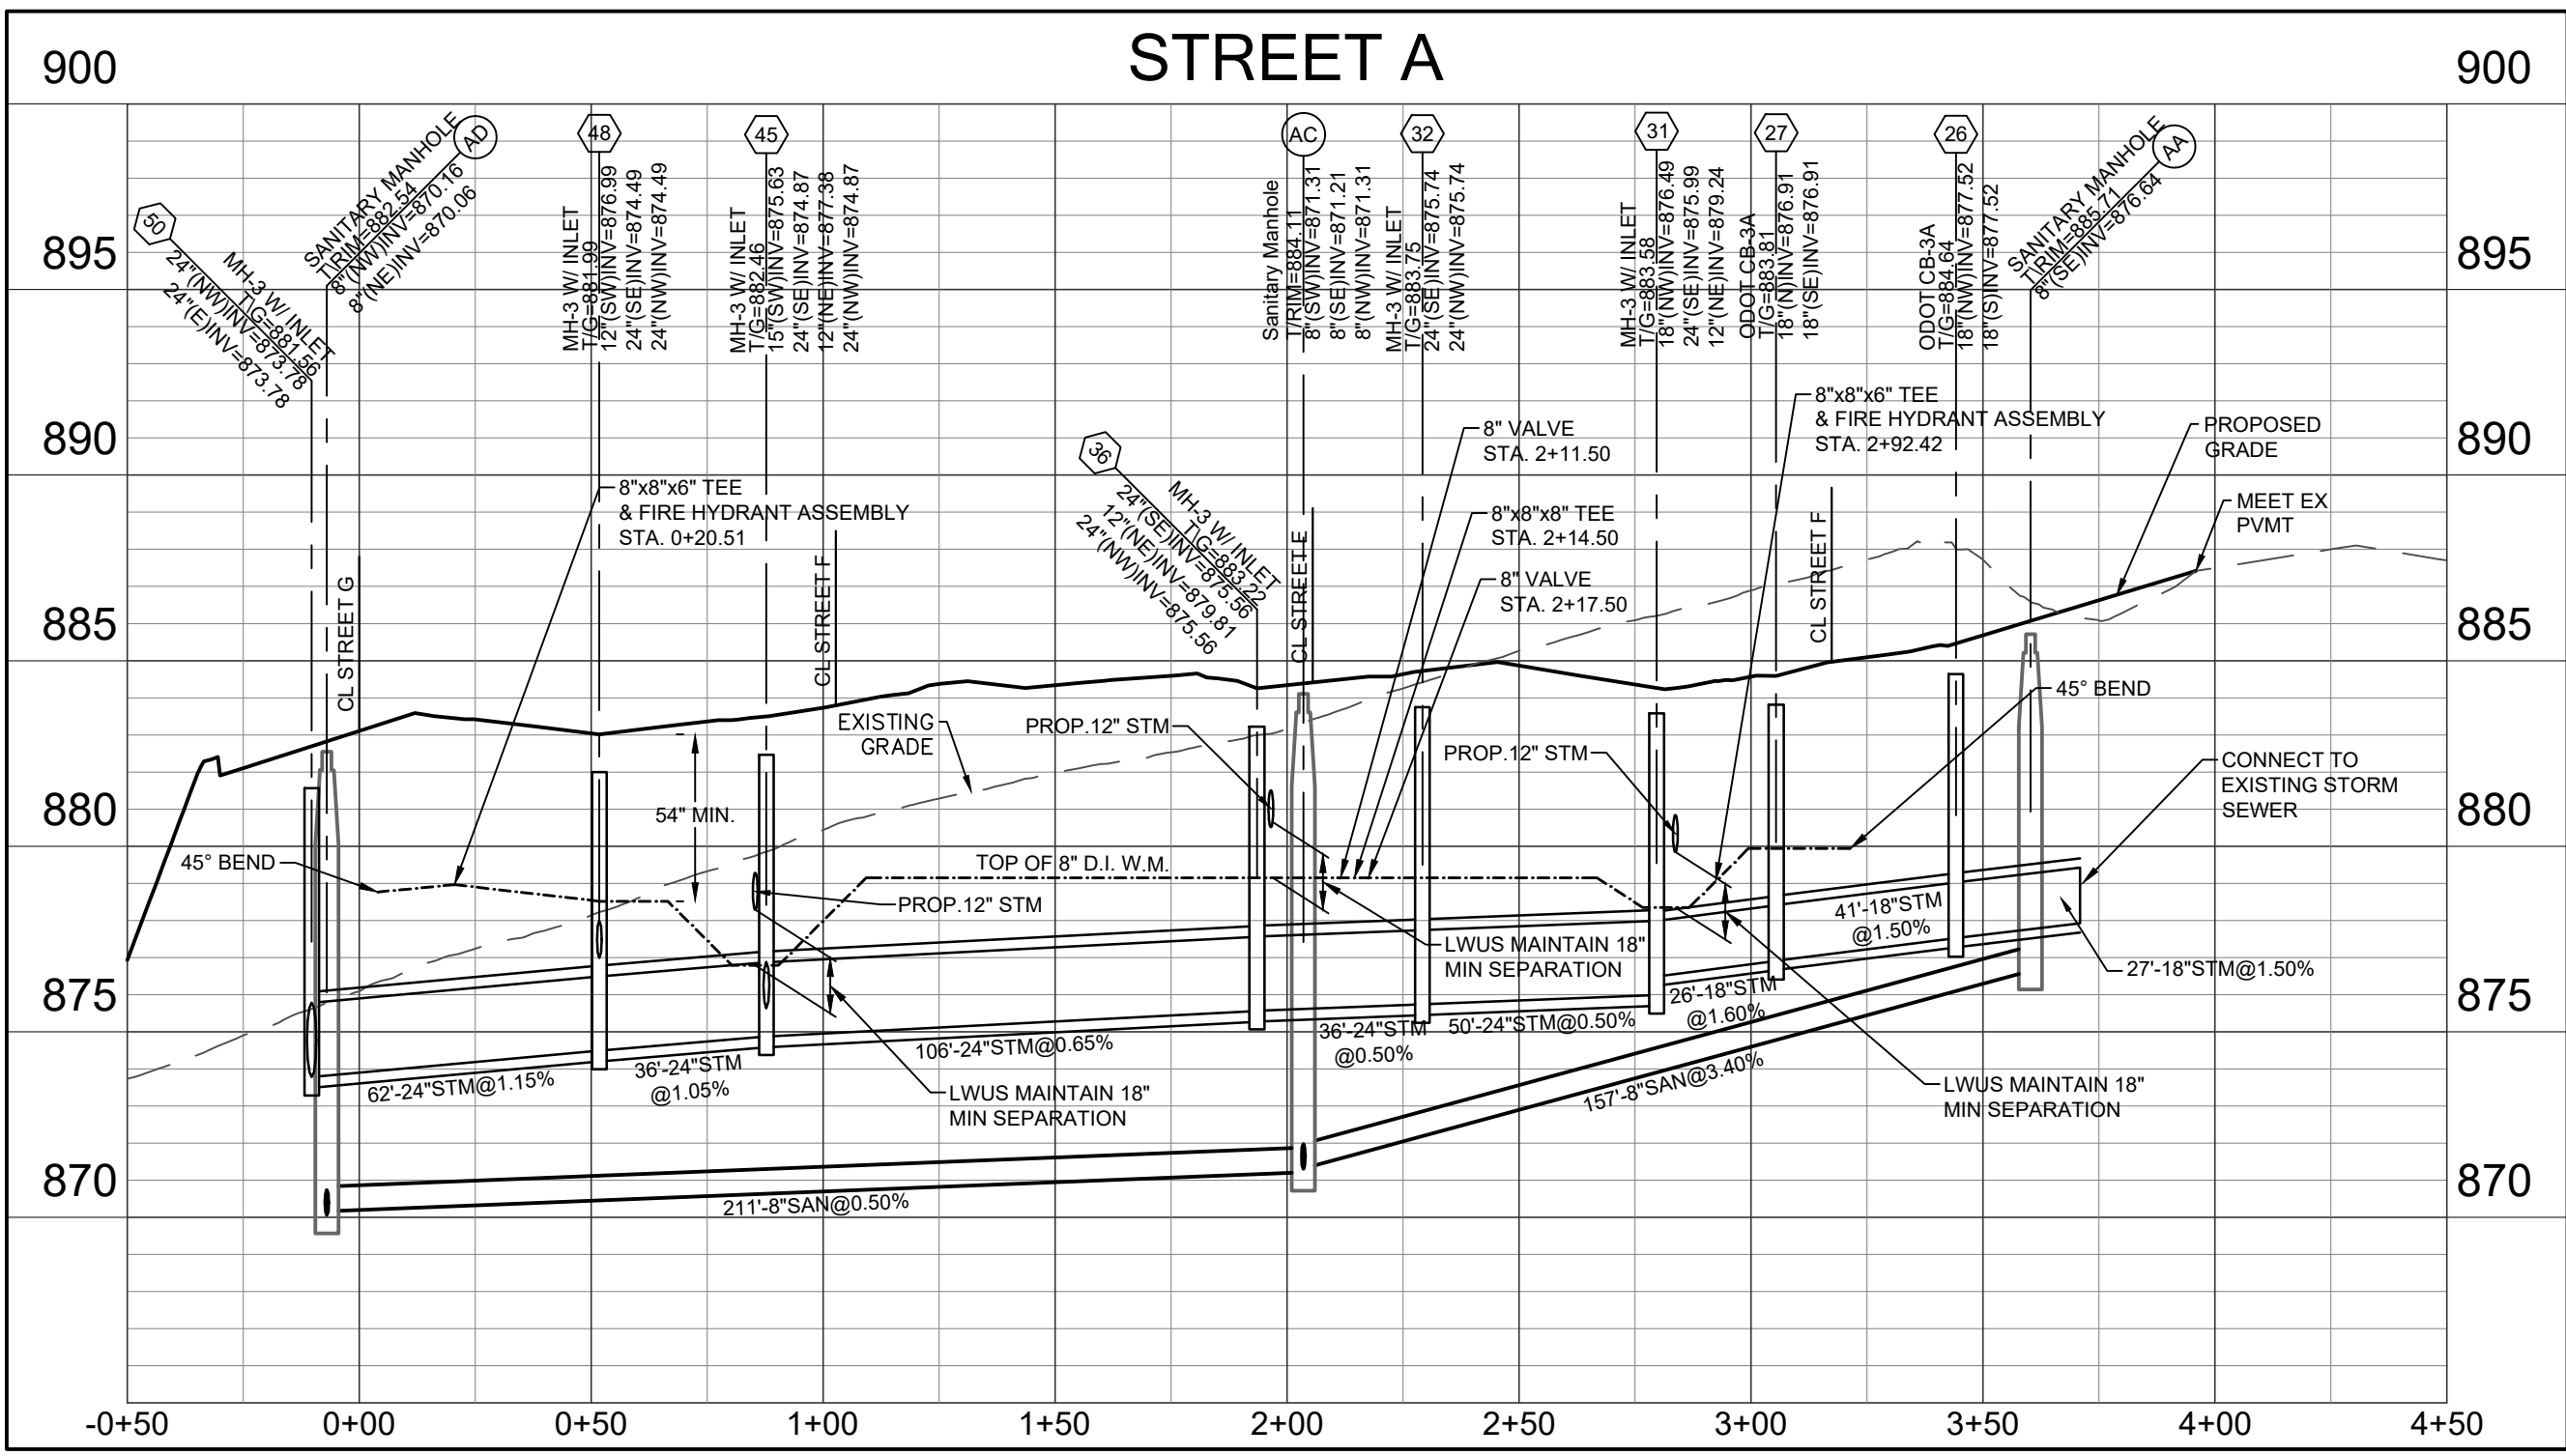 STREET A
900
900
895
895
890
890
885
885
880
880
875
875
870
870
50
MH-3 W/ INLET
T/G=881.56
24"(NW)INV=873.78
24"(E)INV=873.78
AD
SANITARY MANHOLE
T/RIM=882.54
8"(NW)INV=870.16
8"(NE)INV=870.06
48
MH-3 W/ INLET
T/G=881.99
12"(SW)INV=876.99
24"(SE)INV=874.49
24"(NW)INV=874.49
45
MH-3 W/ INLET
T/G=882.46
15"(SW)INV=875.63
24"(SE)INV=874.87
12"(NE)INV=877.38
24"(NW)INV=874.87
36
MH-3 W/ INLET
T/G=883.22
24"(SE)INV=875.56
12"(NE)INV=879.81
24"(NW)INV=875.56
AC
Sanitary Manhole
T/RIM=884.11
8"(SW)INV=871.31
8"(SE)INV=871.21
8"(NW)INV=871.31
32
MH-3 W/ INLET
T/G=883.75
24"(SE)INV=875.74
24"(NW)INV=875.74
31
MH-3 W/ INLET
T/G=883.58
18"(NW)INV=876.49
24"(SE)INV=875.99
12"(NE)INV=879.24
27
ODOT CB-3A
T/G=883.81
18"(N)INV=876.91
18"(SE)INV=876.91
26
ODOT CB-3A
T/G=884.64
18"(NW)INV=877.52
18"(S)INV=877.52
AA
SANITARY MANHOLE
T/RIM=885.71
8"(SE)INV=876.64
8"x8"x6" TEE
& FIRE HYDRANT ASSEMBLY
STA. 0+20.51
8" VALVE
STA. 2+11.50
8"x8"x8" TEE
STA. 2+14.50
8" VALVE
STA. 2+17.50
8"x8"x6" TEE
& FIRE HYDRANT ASSEMBLY
STA. 2+92.42
PROPOSED
GRADE
MEET EX
PVMT
CL STREET G
CL STREET F
CL STREET E
CL STREET F
45° BEND
54" MIN.
EXISTING
GRADE
PROP.12" STM
PROP.12" STM
PROP.12" STM
TOP OF 8" D.I. W.M.
45° BEND
CONNECT TO
EXISTING STORM
SEWER
LWUS MAINTAIN 18"
MIN SEPARATION
LWUS MAINTAIN 18"
MIN SEPARATION
LWUS MAINTAIN 18"
MIN SEPARATION
62'-24"STM@1.15%
36'-24"STM
@1.05%
106'-24"STM@0.65%
36'-24"STM
@0.50%
50'-24"STM@0.50%
26'-18"STM
@1.60%
41'-18"STM
@1.50%
27'-18"STM@1.50%
211'-8"SAN@0.50%
157'-8"SAN@3.40%
-0+50
0+00
0+50
1+00
1+50
2+00
2+50
3+00
3+50
4+00
4+50